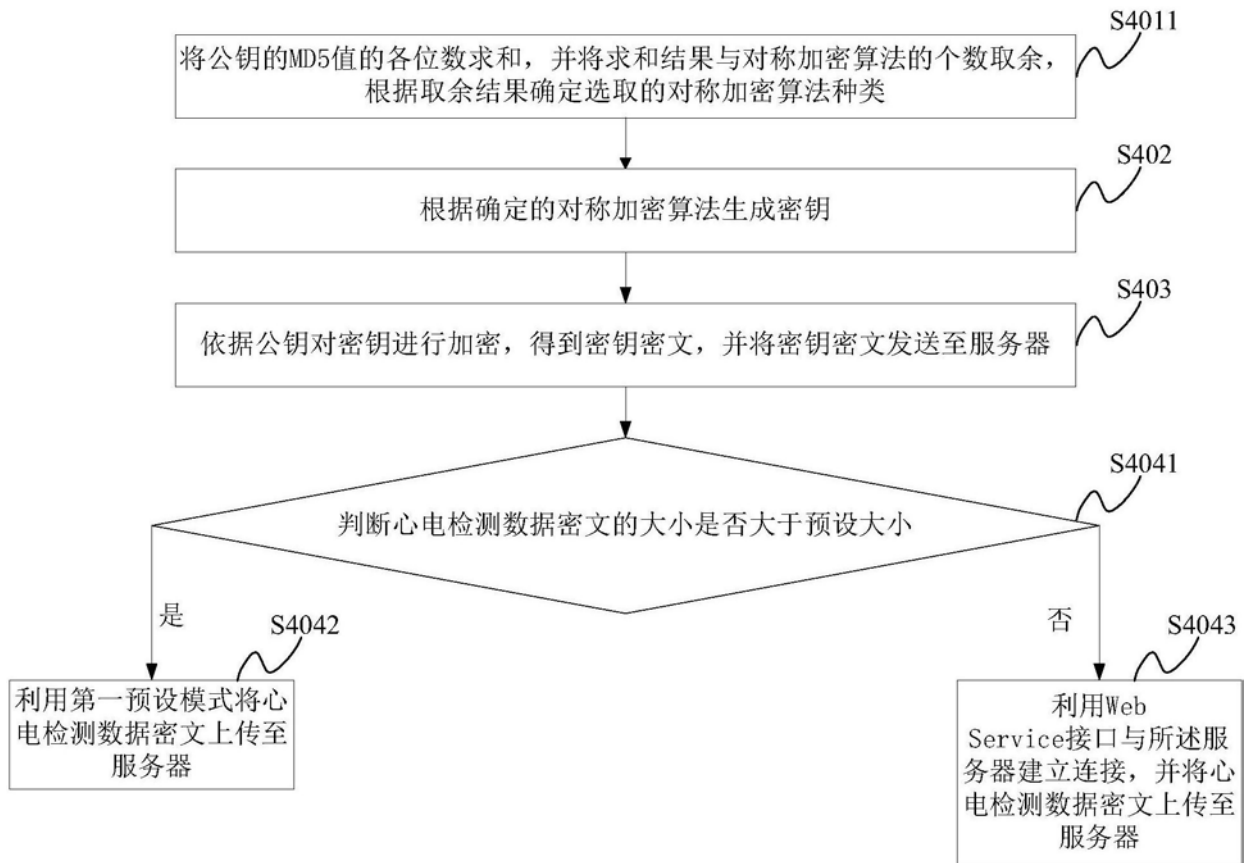 S4011
将公钥的MD5值的各位数求和，并将求和结果与对称加密算法的个数取余，
根据取余结果确定选取的对称加密算法种类
S402
根据确定的对称加密算法生成密钥
S403
依据公钥对密钥进行加密，得到密钥密文，并将密钥密文发送至服务器
S4041
判断心电检测数据密文的大小是否大于预设大小
是
否
S4042
利用第一预设模式将心
电检测数据密文上传至
服务器
S4043
利用Web
Service接口与所述服
务器建立连接，并将心
电检测数据密文上传至
服务器